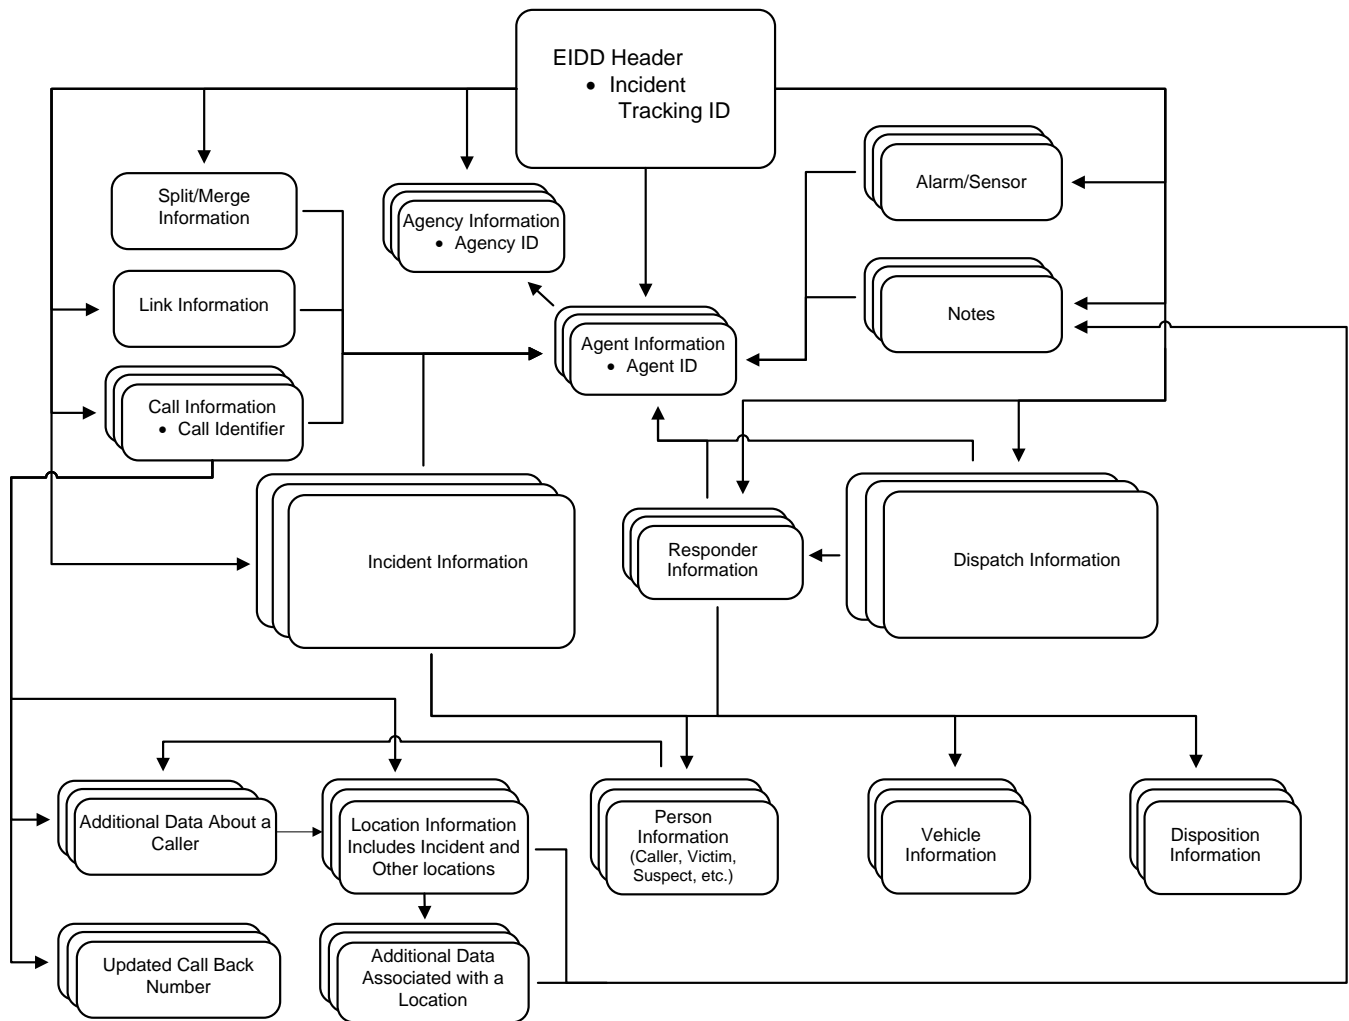 EIDD Header
• Incident
Tracking ID
Split/Merge
Information
Agency Information
• Agency ID
Alarm/Sensor
Link Information
Notes
Agent Information
• Agent ID
Call Information
• Call Identifier
Incident Information
Responder
Information
Dispatch Information
Additional Data About a
Caller
Location Information
Includes Incident and
Other locations
Person
Information
(Caller, Victim,
Suspect, etc.)
Vehicle
Information
Disposition
Information
Updated Call Back
Number
Additional Data
Associated with a
Location